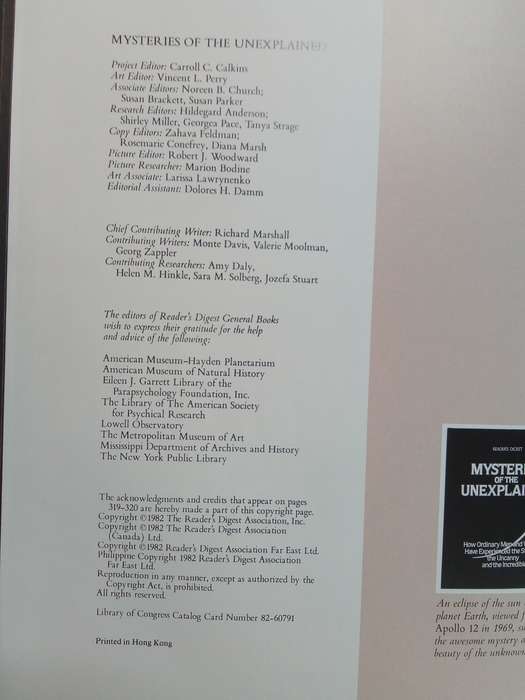 MYSTERIES OF THE UNEXPLAINED
Project Editor: Carroll C. Calkins
Art Editor: Vincent L. Perry
Associate Editors: Noreen B. Church;
Susan Brackett, Susan Parker
Research Editors: Hildegard Anderson;
Shirley Miller, Georgea Pace, Tanya Strage
Copy Editors: Zahava Feldman;
Rosemarie Conefrey, Diana Marsh
Picture Editor: Robert J. Woodward
Picture Researcher: Marion Bodine
Art Associate: Larissa Lawrynenko
Editorial Assistant: Dolores H. Damm
Chief Contributing Writer: Richard Marshall
Contributing Writers: Monte Davis, Valerie Moolman,
Georg Zappler
Contributing Researchers: Amy Daly,
Helen M. Hinkle, Sara M. Solberg, Jozefa Stuart
The editors of Reader's Digest General Books
wish to express their gratitude for the help
and advice of the following:
American Museum–Hayden Planetarium
American Museum of Natural History
Eileen J. Garrett Library of the
Parapsychology Foundation, Inc.
The Library of The American Society
for Psychical Research
Lowell Observatory
The Metropolitan Museum of Art
Mississippi Department of Archives and History
The New York Public Library
The acknowledgments and credits that appear on pages
319–320 are hereby made a part of this copyright page.
Copyright ©1982 The Reader's Digest Association, Inc.
Copyright ©1982 The Reader's Digest Association
(Canada) Ltd.
Copyright ©1982 Reader's Digest Association Far East Ltd.
Philippine Copyright 1982 Reader's Digest Association
Far East Ltd.
Reproduction in any manner, except as authorized by the
Copyright Act, is prohibited.
All rights reserved.
Library of Congress Catalog Card Number 82-60791
Printed in Hong Kong
READER'S DIGEST
MYSTERI
OF THE
UNEXPLAI
How Ordinary Men and
Have Experienced the St
the Uncanny
and the Incredible
An eclipse of the sun
planet Earth, viewed f
Apollo 12 in 1969, su
the awesome mystery a
beauty of the unknown